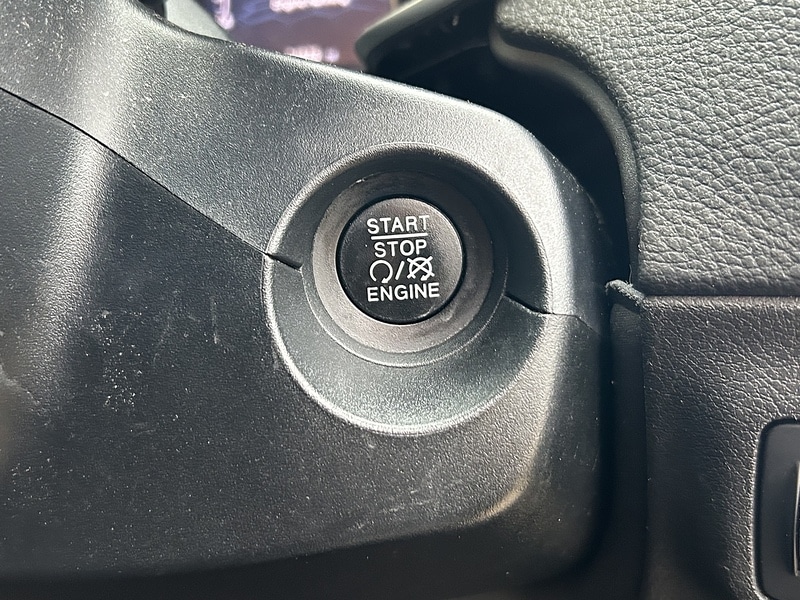 START
STOP
/
ENGINE